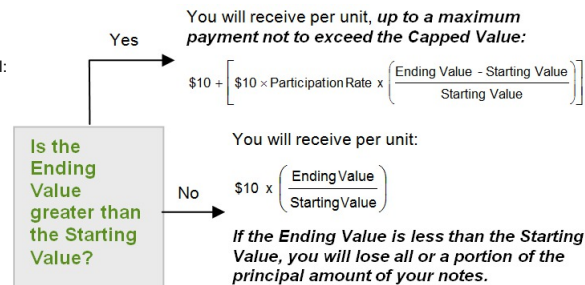 You will receive per unit, up to a maximum
payment not to exceed the Capped Value:
Yes
$10 + [ $10 × Participation Rate x ( Ending Value - Starting Value / Starting Value ) ]
Is the
Ending
Value
greater than
the Starting
Value?
No
You will receive per unit:
$10 x ( Ending Value / Starting Value )
If the Ending Value is less than the Starting
Value, you will lose all or a portion of the
principal amount of your notes.